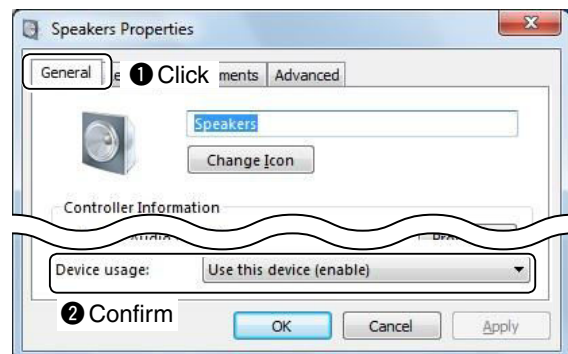 Speakers Properties
General ❶ Click ments Advanced
Speakers
Change Icon
Controller Information
Device usage: Use this device (enable)
❷ Confirm
OK Cancel Apply